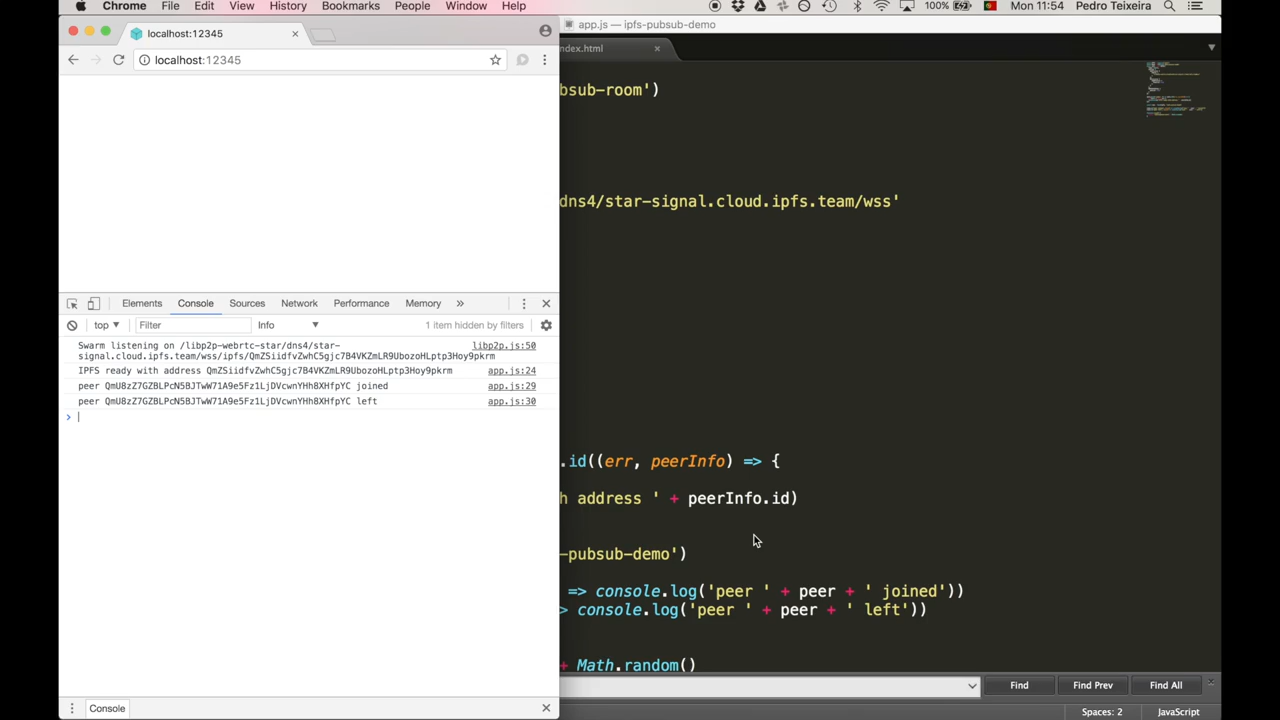 Chrome File Edit View History Bookmarks People Window Help 100% Mon 11:54 Pedro Teixeira
localhost:12345
app.js — ipfs-pubsub-demo
ndex.html
localhost:12345
bsub-room')
dns4/star-signal.cloud.ipfs.team/wss'
Elements Console Sources Network Performance Memory »
top Filter Info 1 item hidden by filters
Swarm listening on /libp2p-webrtc-star/dns4/star- libp2p.js:50
signal.cloud.ipfs.team/wss/ipfs/QmZSiidfvZwhC5gjc7B4VKZmLR9UbozoHLptp3Hoy9pkrm
IPFS ready with address QmZSiidfvZwhC5gjc7B4VKZmLR9UbozoHLptp3Hoy9pkrm app.js:24
peer QmU8zZ7GZBLPcN5BJTwW71A9e5Fz1LjDVcwnYHh8XHfpYC joined app.js:29
peer QmU8zZ7GZBLPcN5BJTwW71A9e5Fz1LjDVcwnYHh8XHfpYC left app.js:30
>
.id((err, peerInfo) => {
h address ' + peerInfo.id)
-pubsub-demo')
=> console.log('peer ' + peer + ' joined'))
> console.log('peer ' + peer + ' left'))
+ Math.random()
Find Find Prev Find All
Console
Spaces: 2 JavaScript